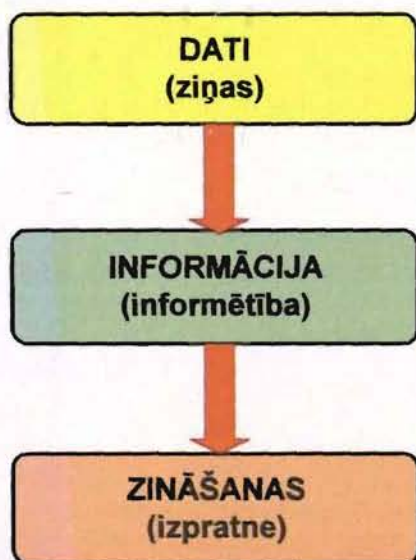 DATI
(ziņas)
INFORMĀCIJA
(informētība)
ZINĀŠANAS
(izpratne)